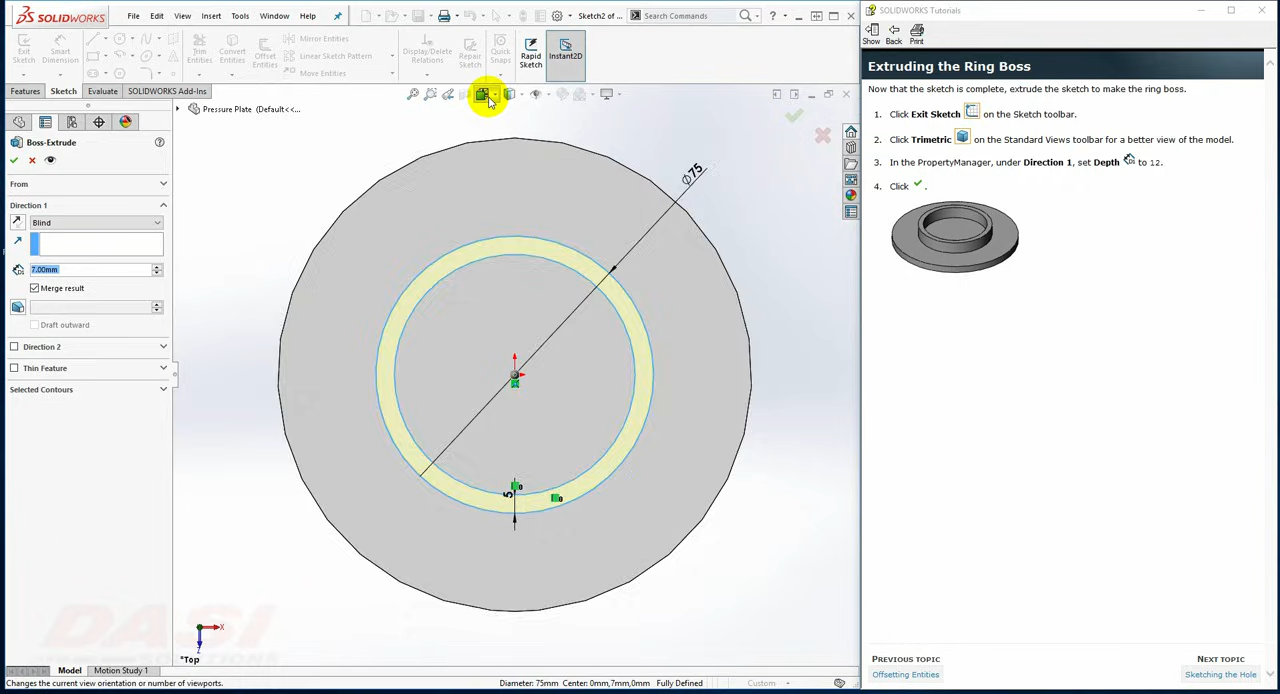 SOLIDWORKS
File
Edit
View
Insert
Tools
Window
Help
Sketch2 of ...
Search Commands
SOLIDWORKS Tutorials
Exit Sketch
Smart Dimension
Trim Entities
Convert Entities
Offset Entities
Mirror Entities
Linear Sketch Pattern
More Entities
Display/Delete Relations
Repair Sketch
Quick Snaps
Rapid Sketch
Instant2D
Show
Back
Print
Features
Sketch
Evaluate
SOLIDWORKS Add-Ins
Pressure Plate (Default<<...
Boss-Extrude
From
Direction 1
Blind
7.00mm
Merge result
Draft outward
Direction 2
Thin Feature
Selected Contours
Ø75
5
*Top
X
Z
DASI
SOLUTIONS
Model
Motion Study 1
Changes the current view orientation or number of viewports.
Diameter: 75mm Center: 0mm,7mm,0mm Fully Defined
Custom
Extruding the Ring Boss
Now that the sketch is complete, extrude the sketch to make the ring boss.
1. Click Exit Sketch on the Sketch toolbar.
2. Click Trimetric on the Standard Views toolbar for a better view of the model.
3. In the PropertyManager, under Direction 1, set Depth to 12.
4. Click .
PREVIOUS TOPIC
Offsetting Entities
NEXT TOPIC
Sketching the Hole